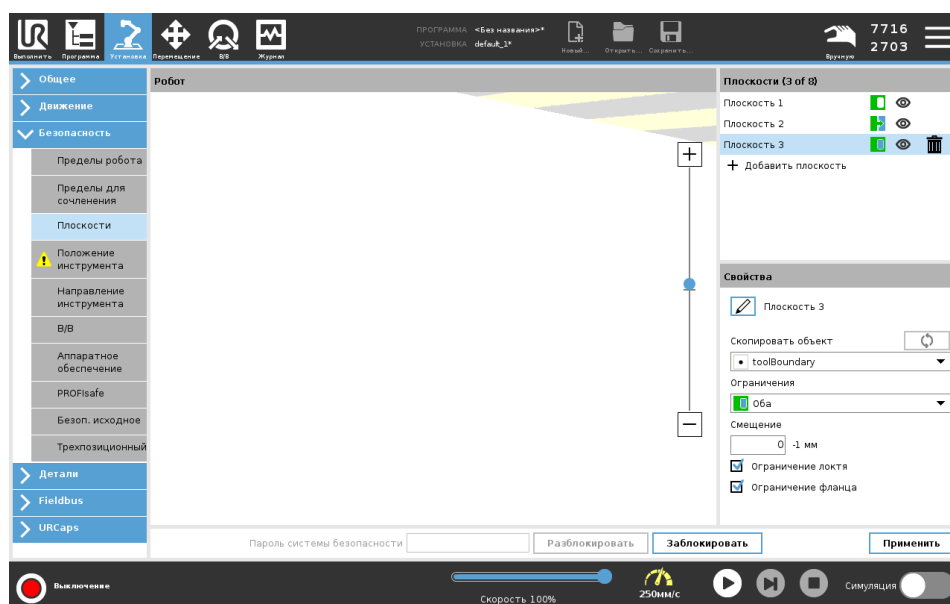 ПРОГРАММА <Без названия>*
УСТАНОВКА default_1*
Выполнить
Программа
Установка
Перемещение
В/В
Журнал
Новый...
Открыть...
Сохранить...
Вручную
7716
2703
Общее
Движение
Безопасность
Пределы робота
Пределы для
сочленения
Плоскости
Положение
инструмента
Направление
инструмента
В/В
Аппаратное
обеспечение
PROFIsafe
Безоп. исходное
Трехпозиционный
Детали
Fieldbus
URCaps
Робот
Плоскости (3 of 8)
Плоскость 1
Плоскость 2
Плоскость 3
Добавить плоскость
Свойства
Плоскость 3
Скопировать объект
toolBoundary
Ограничения
Оба
Смещение
0 -1 мм
Ограничение локтя
Ограничение фланца
Пароль системы безопасности
Разблокировать
Заблокировать
Применить
Выключение
Скорость 100%
250мм/с
Симуляция